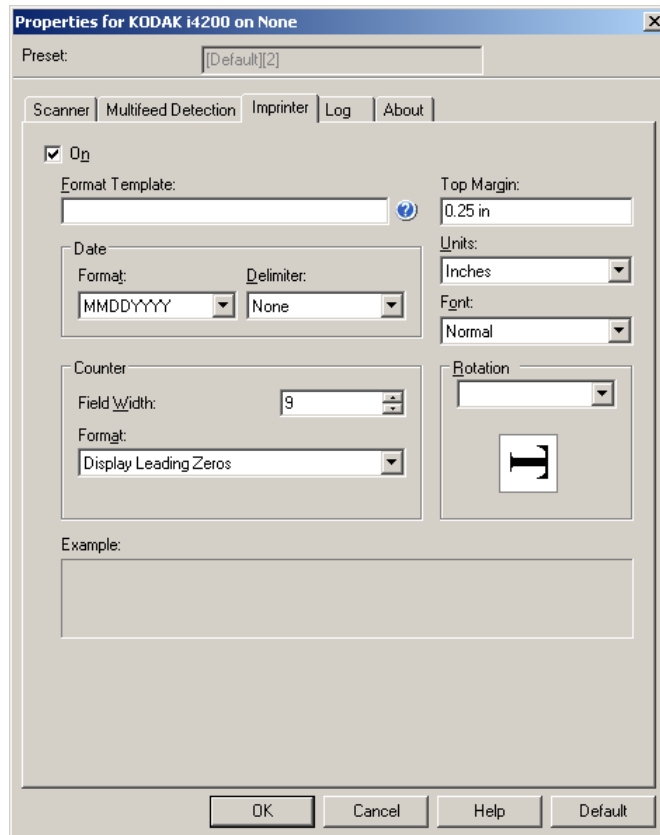 Properties for KODAK i4200 on None
Preset:
[Default][2]
Scanner
Multifeed Detection
Imprinter
Log
About
On
Format Template:
Top Margin:
0.25 in
Date
Format:
Delimiter:
MMDDYYYY
None
Units:
Inches
Font:
Normal
Counter
Field Width:
9
Format:
Display Leading Zeros
Rotation
T
Example:
OK
Cancel
Help
Default